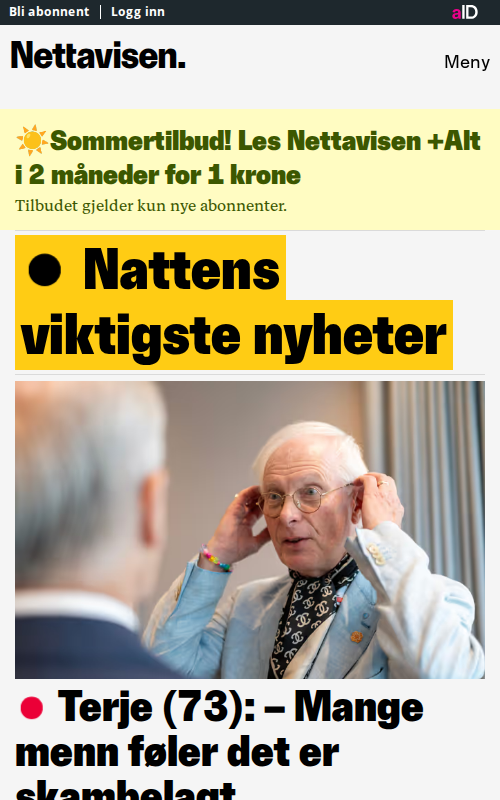 Bli abonnent | Logg inn
aID
Nettavisen.
Meny
☀️Sommertilbud! Les Nettavisen +Alt
i 2 måneder for 1 krone
Tilbudet gjelder kun nye abonnenter.
● Nattens
viktigste nyheter
Terje (73): – Mange
menn føler det er
skambelagt